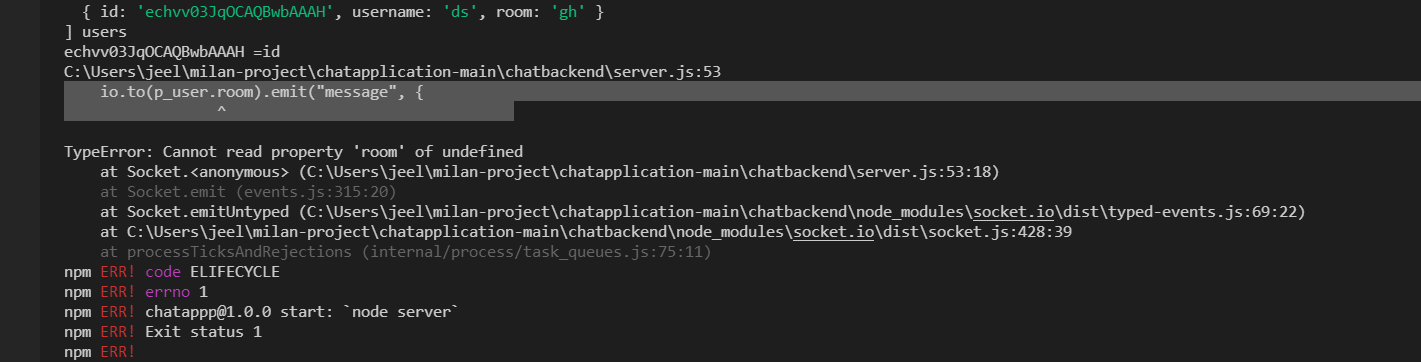 { id: 'echvv03JqOCAQBwbAAAH', username: 'ds', room: 'gh' }
] users
echvv03JqOCAQBwbAAAH =id
C:\Users\jeel\milan-project\chatapplication-main\chatbackend\server.js:53
    io.to(p_user.room).emit("message", {
                 ^
TypeError: Cannot read property 'room' of undefined
    at Socket.<anonymous> (C:\Users\jeel\milan-project\chatapplication-main\chatbackend\server.js:53:18)
    at Socket.emit (events.js:315:20)
    at Socket.emitUntyped (C:\Users\jeel\milan-project\chatapplication-main\chatbackend\node_modules\socket.io\dist\typed-events.js:69:22)
    at C:\Users\jeel\milan-project\chatapplication-main\chatbackend\node_modules\socket.io\dist\socket.js:428:39
    at processTicksAndRejections (internal/process/task_queues.js:75:11)
npm ERR! code ELIFECYCLE
npm ERR! errno 1
npm ERR! chatappp@1.0.0 start: `node server`
npm ERR! Exit status 1
npm ERR!